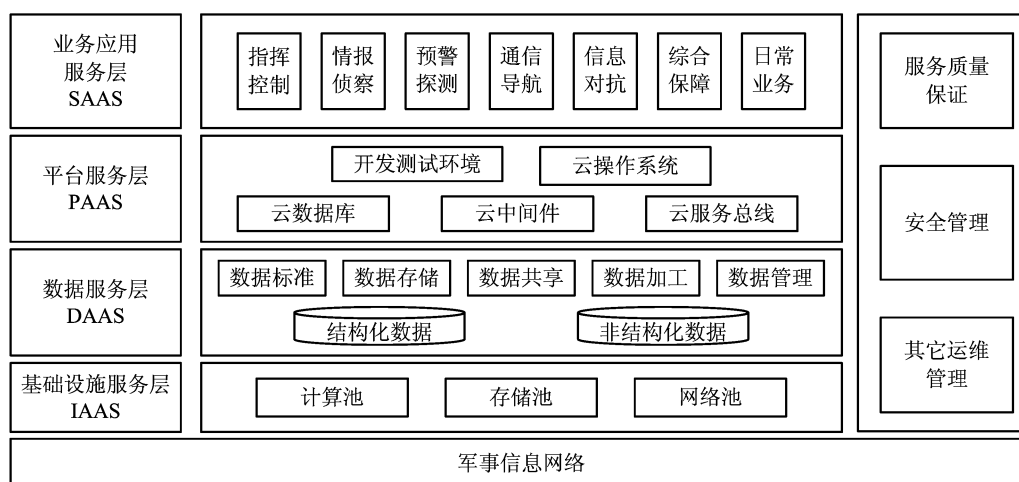 业务应用
服务层
SAAS
指挥
控制
情报
侦察
预警
探测
通信
导航
信息
对抗
综合
保障
日常
业务
平台服务层
PAAS
开发测试环境
云操作系统
云数据库
云中间件
云服务总线
数据服务层
DAAS
数据标准
数据存储
数据共享
数据加工
数据管理
结构化数据
非结构化数据
基础设施服务层
IAAS
计算池
存储池
网络池
服务质量
保证
安全管理
其它运维
管理
军事信息网络